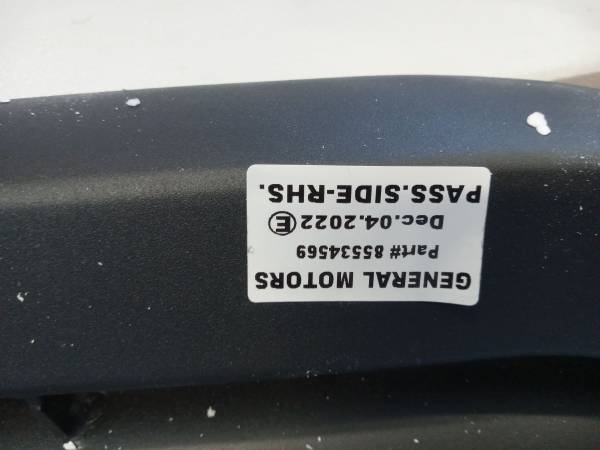 GENERAL MOTORS
Part# 85534569
Dec.04.2022 E
PASS.SIDE-RHS.